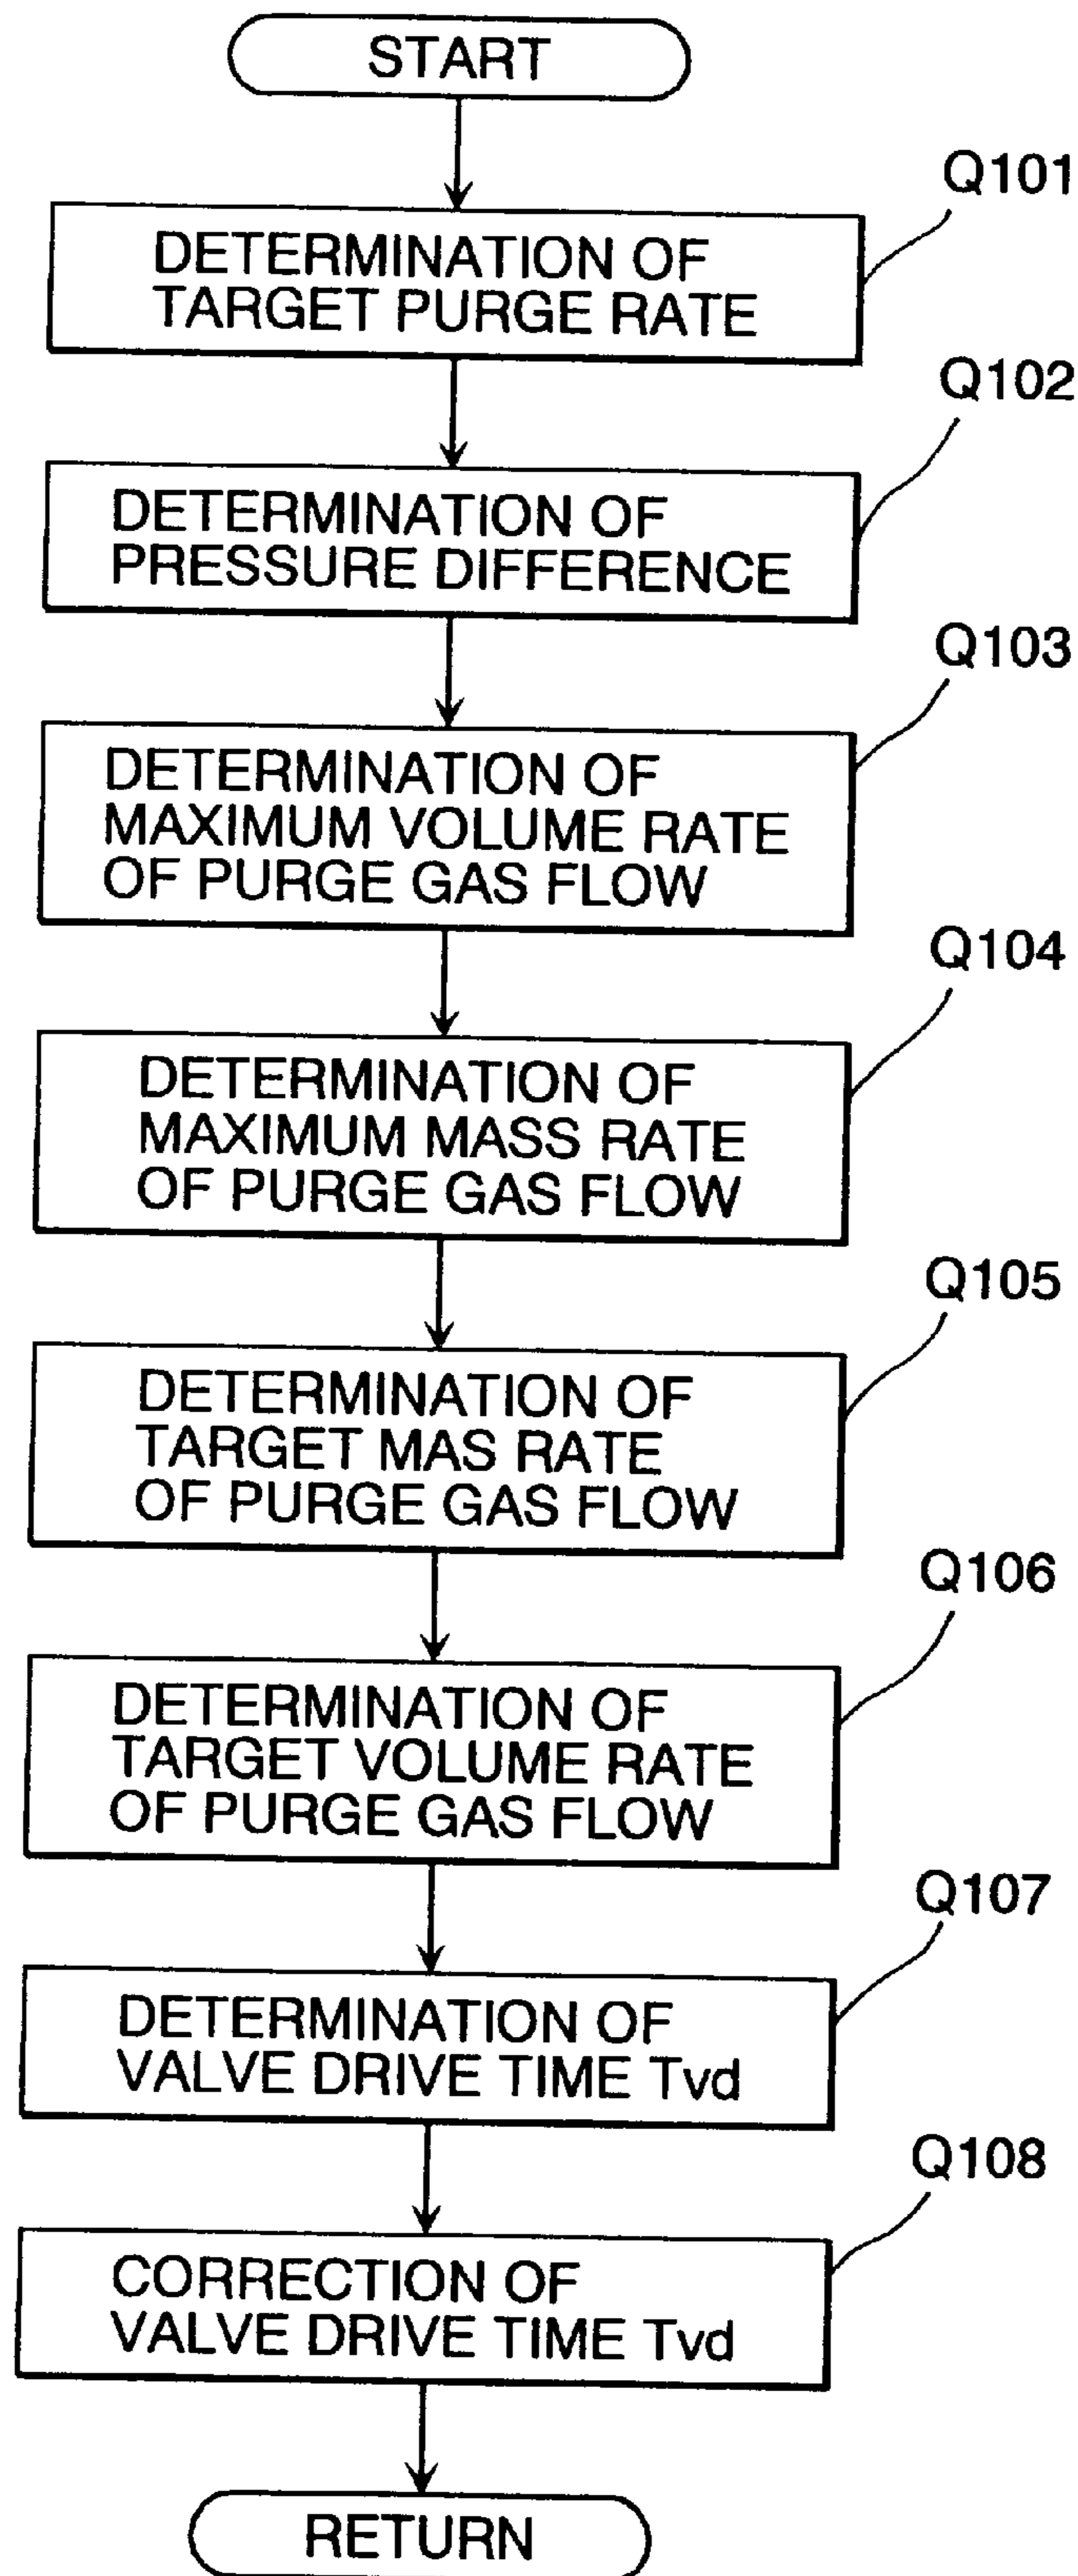 START
Q101
DETERMINATION OF
TARGET PURGE RATE
Q102
DETERMINATION OF
PRESSURE DIFFERENCE
Q103
DETERMINATION OF
MAXIMUM VOLUME RATE
OF PURGE GAS FLOW
Q104
DETERMINATION OF
MAXIMUM MASS RATE
OF PURGE GAS FLOW
Q105
DETERMINATION OF
TARGET MAS RATE
OF PURGE GAS FLOW
Q106
DETERMINATION OF
TARGET VOLUME RATE
OF PURGE GAS FLOW
Q107
DETERMINATION OF
VALVE DRIVE TIME Tvd
Q108
CORRECTION OF
VALVE DRIVE TIME Tvd
RETURN